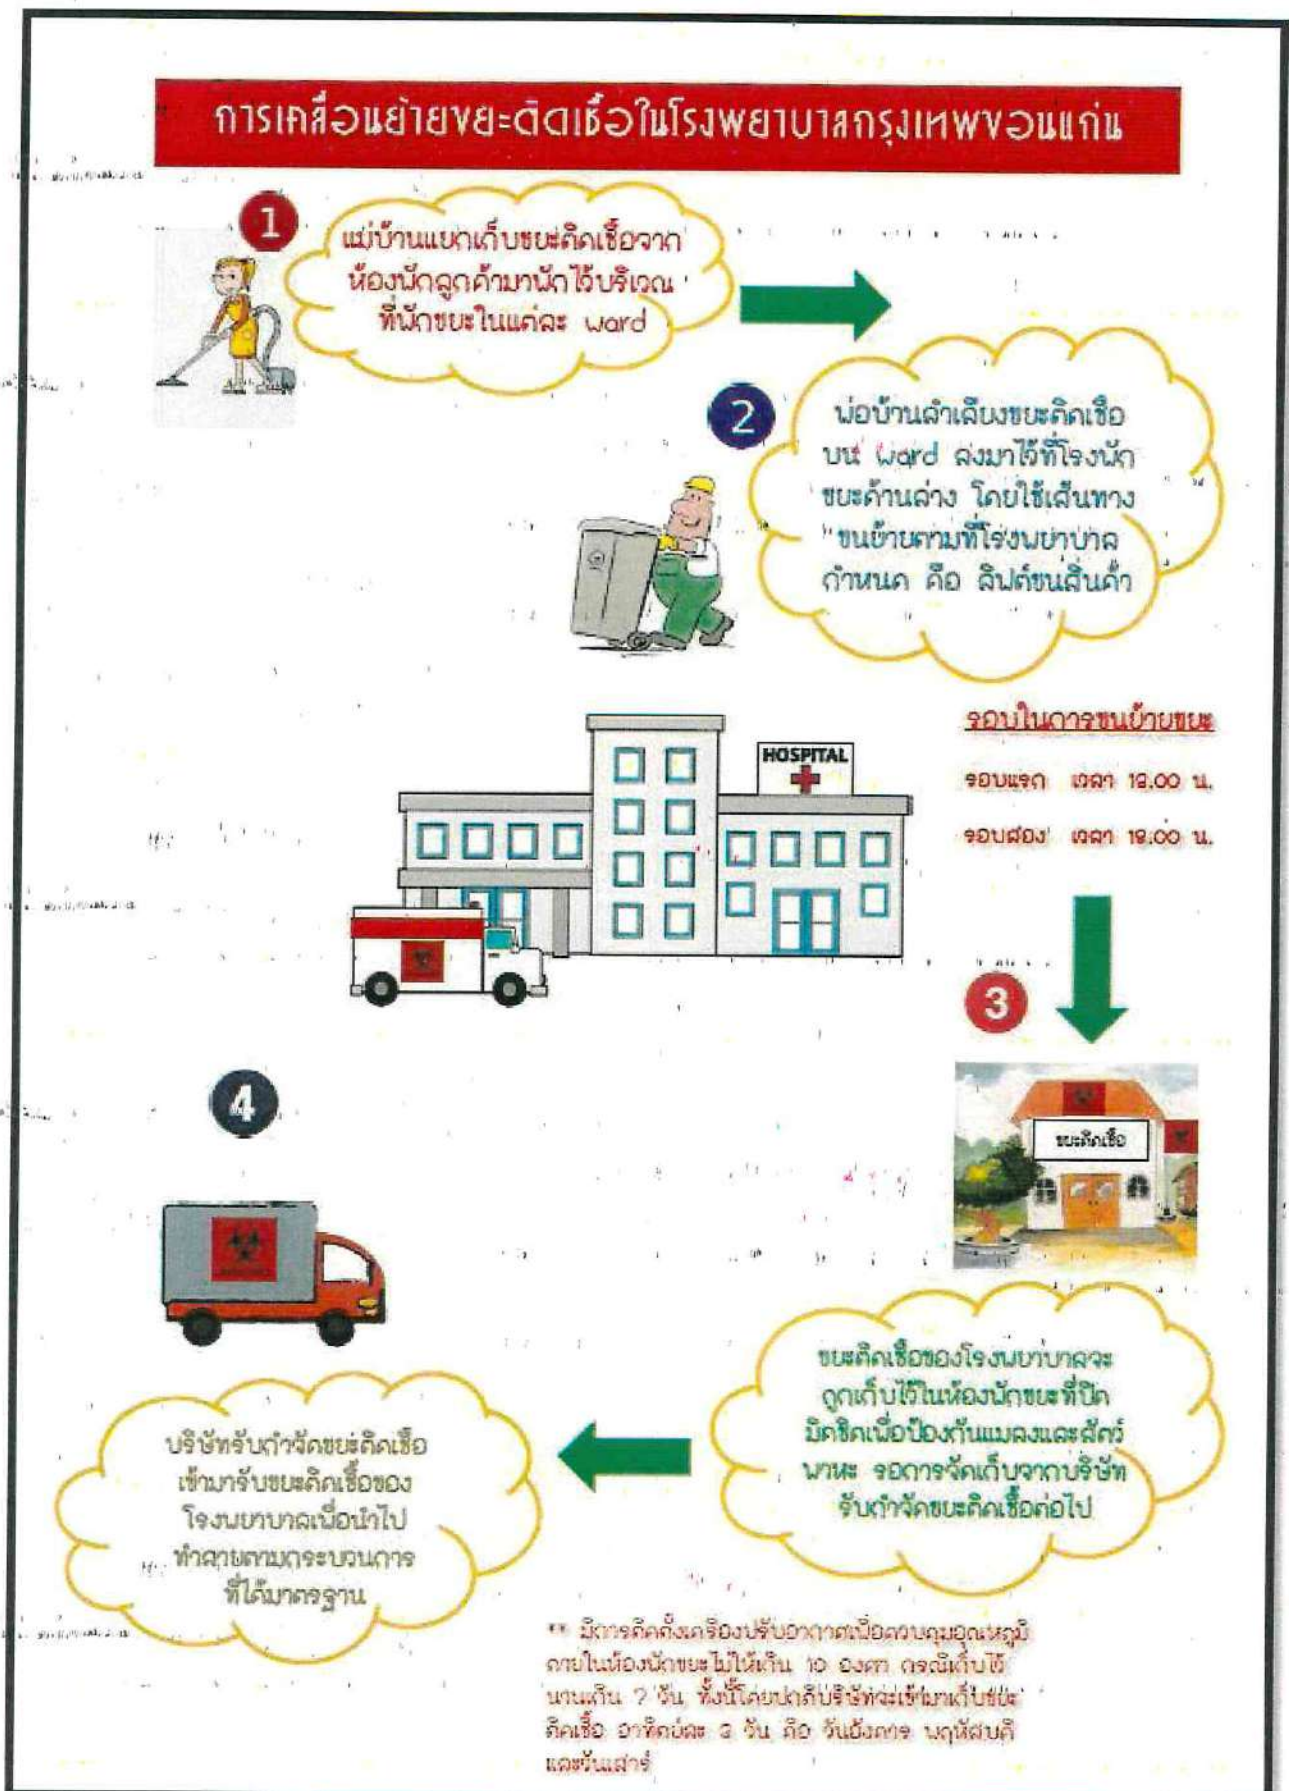 การเคลื่อนย้ายขยะติดเชื้อในโรงพยาบาลกรุงเทพขอนแก่น
1
แม่บ้านแยกเก็บขยะติดเชื้อจาก
ห้องพักลูกค้ามาพักไว้บริเวณ
ที่พักขยะในแต่ละ ward
2
พ่อบ้านลำเลียงขยะติดเชื้อ
บน ward ลงมาไว้ที่โรงพัก
ขยะด้านล่าง โดยใช้เส้นทาง
ขนย้ายตามที่โรงพยาบาล
กำหนด คือ ลิฟต์ขนสินค้า
รอบในการขนย้ายขยะ
รอบแรก เวลา
รอบสอง เวลา
HOSPITAL
3
ขยะติดเชื้อ
4
ขยะติดเชื้อของโรงพยาบาลจะ
ถูกเก็บไว้ในห้องพักขยะที่ปิด
มิดชิดเพื่อป้องกันแมลงและสัตว์
พาหะ รอการจัดเก็บจากบริษัท
รับกำจัดขยะติดเชื้อต่อไป
บริษัทรับกำจัดขยะติดเชื้อ
เข้ามารับขยะติดเชื้อของ
โรงพยาบาลเพื่อนำไป
ทำลายตามกระบวนการ
ที่ได้มาตรฐาน
** มีการติดตั้งเครื่องปรับอากาศเพื่อควบคุมอุณหภูมิ
ภายในห้องพักขยะไม่ให้เกิน 10 องศา กรณีเก็บไว้
นานเกิน 7 วัน ทั้งนี้โดยปกติบริษัทจะเข้ามาเก็บขยะ
ติดเชื้อ อาทิตย์ละ 3 วัน คือ วันอังคาร พฤหัสบดี
และวันเสาร์